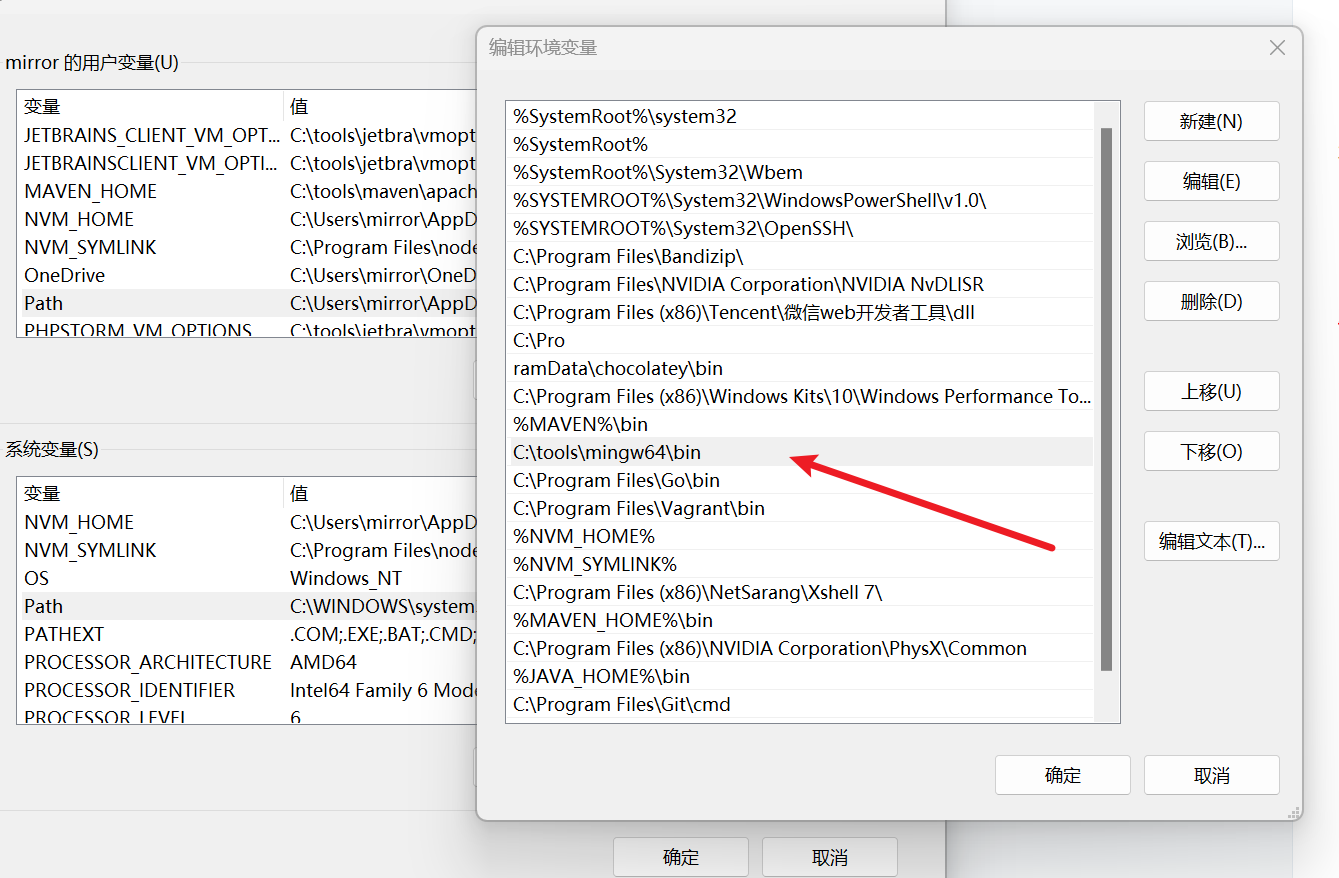 mirror 的用户变量(U)
变量 值
JETBRAINS_CLIENT_VM_OPT... C:\tools\jetbra\vmopt
JETBRAINSCLIENT_VM_OPTI... C:\tools\jetbra\vmopt
MAVEN_HOME C:\tools\maven\apach
NVM_HOME C:\Users\mirror\AppD
NVM_SYMLINK C:\Program Files\node
OneDrive C:\Users\mirror\OneD
Path C:\Users\mirror\AppD
PHPSTORM_VM_OPTIONS C:\tools\jetbra\vmopt
系统变量(S)
变量 值
NVM_HOME C:\Users\mirror\AppD
NVM_SYMLINK C:\Program Files\node
OS Windows_NT
Path C:\WINDOWS\system
PATHEXT .COM;.EXE;.BAT;.CMD;
PROCESSOR_ARCHITECTURE AMD64
PROCESSOR_IDENTIFIER Intel64 Family 6 Mode
PROCESSOR_LEVEL 6
确定 取消
编辑环境变量
%SystemRoot%\system32
%SystemRoot%
%SystemRoot%\System32\Wbem
%SYSTEMROOT%\System32\WindowsPowerShell\v1.0\
%SYSTEMROOT%\System32\OpenSSH\
C:\Program Files\Bandizip\
C:\Program Files\NVIDIA Corporation\NVIDIA NvDLISR
C:\Program Files (x86)\Tencent\微信web开发者工具\dll
C:\Pro
ramData\chocolatey\bin
C:\Program Files (x86)\Windows Kits\10\Windows Performance To...
%MAVEN%\bin
C:\tools\mingw64\bin
C:\Program Files\Go\bin
C:\Program Files\Vagrant\bin
%NVM_HOME%
%NVM_SYMLINK%
C:\Program Files (x86)\NetSarang\Xshell 7\
%MAVEN_HOME%\bin
C:\Program Files (x86)\NVIDIA Corporation\PhysX\Common
%JAVA_HOME%\bin
C:\Program Files\Git\cmd
新建(N)
编辑(E)
浏览(B)...
删除(D)
上移(U)
下移(O)
编辑文本(T)...
确定 取消